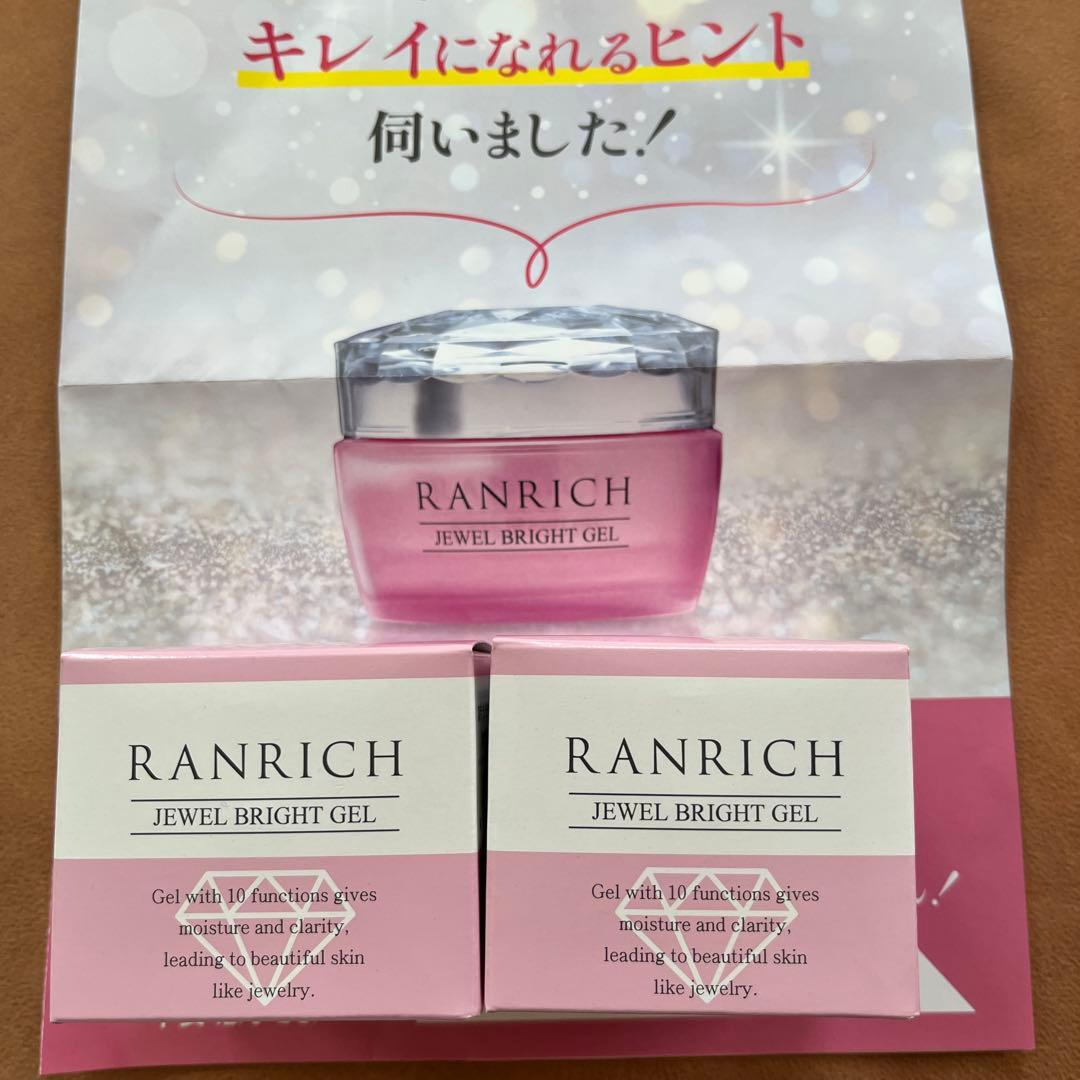 キレイになれるヒント
伺いました!
RANRICH
JEWEL BRIGHT GEL
RANRICH
JEWEL BRIGHT GEL
Gel with 10 functions gives
moisture and clarity,
leading to beautiful skin
like jewelry.
RANRICH
JEWEL BRIGHT GEL
Gel with 10 functions gives
moisture and clarity,
leading to beautiful skin
like jewelry.